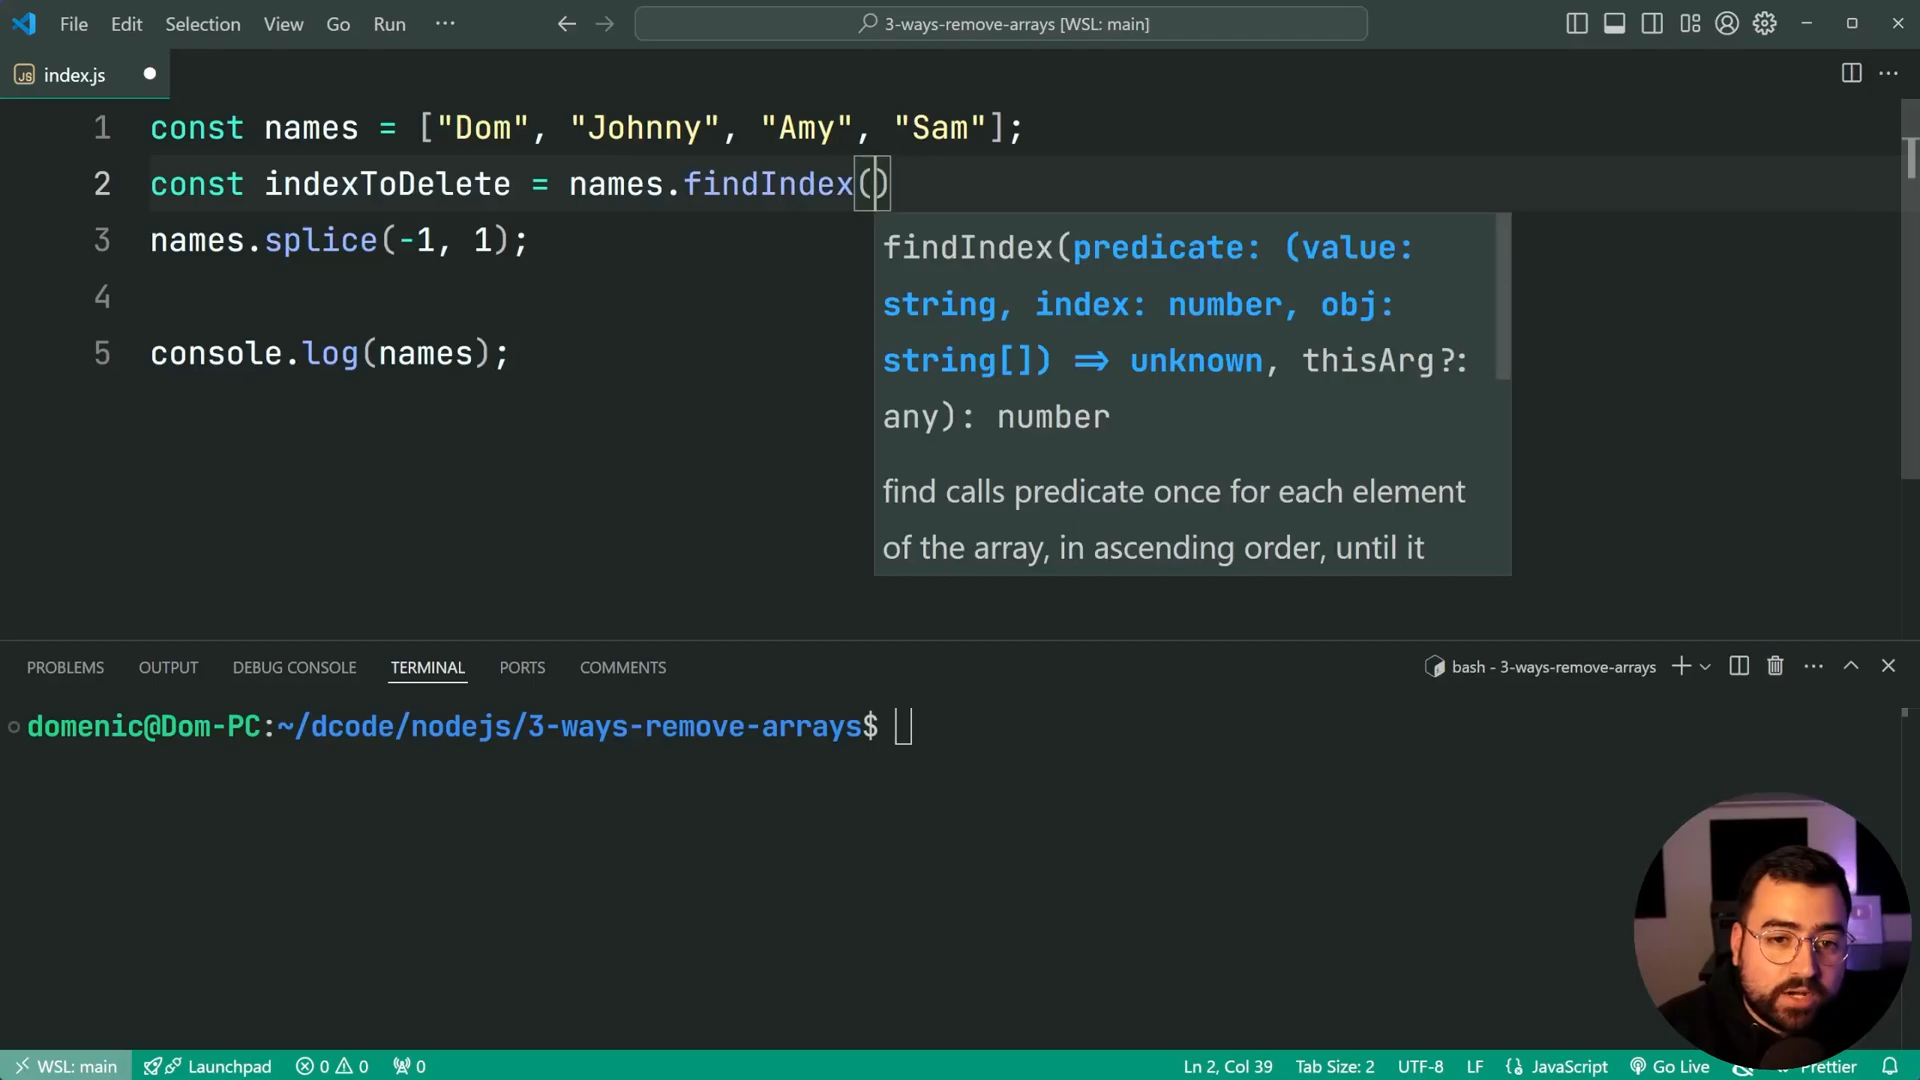 File Edit Selection View Go Run ···
3-ways-remove-arrays [WSL: main]
JS index.js
1 const names = ["Dom", "Johnny", "Amy", "Sam"];
2 const indexToDelete = names.findIndex()
3 names.splice(-1, 1);
4
5 console.log(names);
findIndex(predicate: (value:
string, index: number, obj:
string[]) => unknown, thisArg?:
any): number
find calls predicate once for each element
of the array, in ascending order, until it
PROBLEMS OUTPUT DEBUG CONSOLE TERMINAL PORTS COMMENTS
bash - 3-ways-remove-arrays
domenic@Dom-PC:~/dcode/nodejs/3-ways-remove-arrays$
WSL: main Launchpad 0 0 0 Ln 2, Col 39 Tab Size: 2 UTF-8 LF {} JavaScript Go Live Prettier